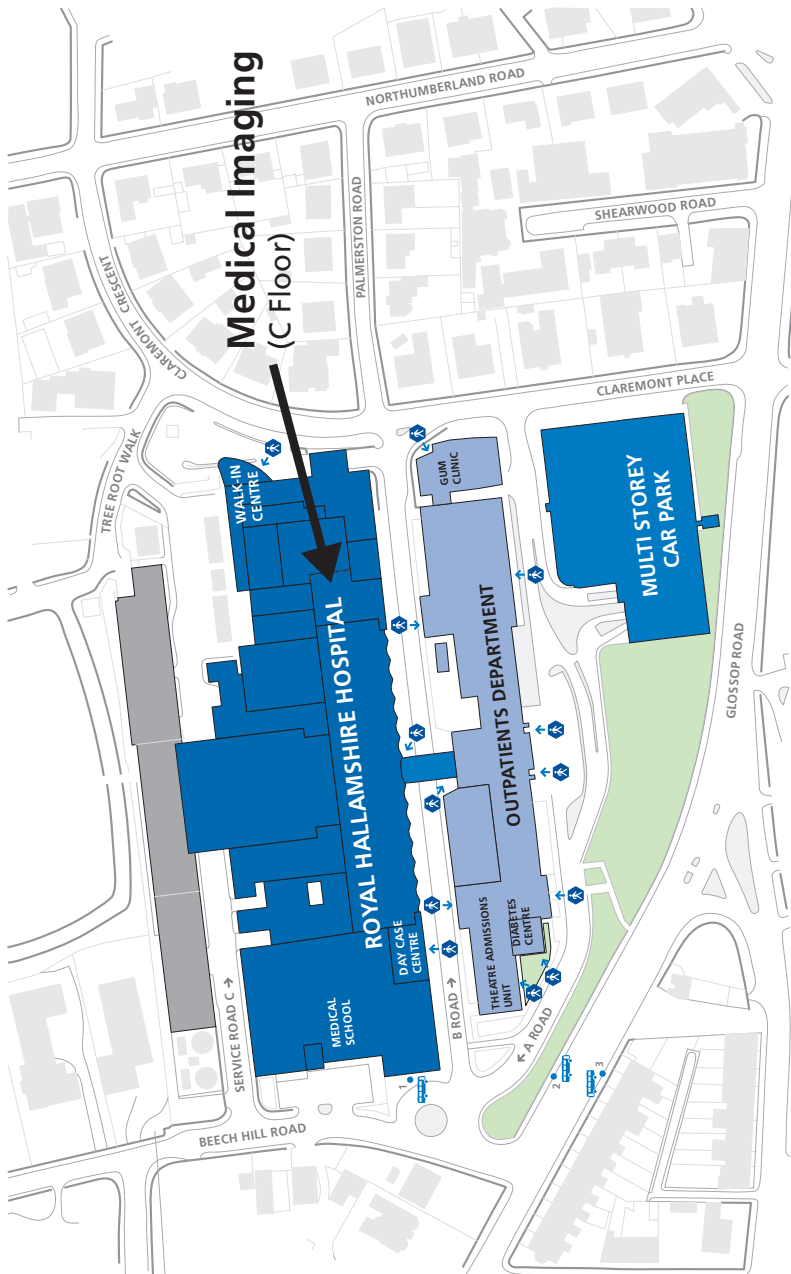 NORTHUMBERLAND ROAD
Medical Imaging
(C Floor)
PALMERSTON ROAD
SHEARWOOD ROAD
CLAREMONT CRESCENT
CLAREMONT PLACE
TREE ROOT WALK
WALK-IN
CENTRE
GUM
CLINIC
MULTI STOREY
CAR PARK
ROYAL HALLAMSHIRE HOSPITAL
OUTPATIENTS DEPARTMENT
GLOSSOP ROAD
DAY CASE
CENTRE
THEATRE ADMISSIONS
UNIT
DIABETES
CENTRE
MEDICAL
SCHOOL
SERVICE ROAD C →
B ROAD →
← A ROAD
1
2
3
BEECH HILL ROAD